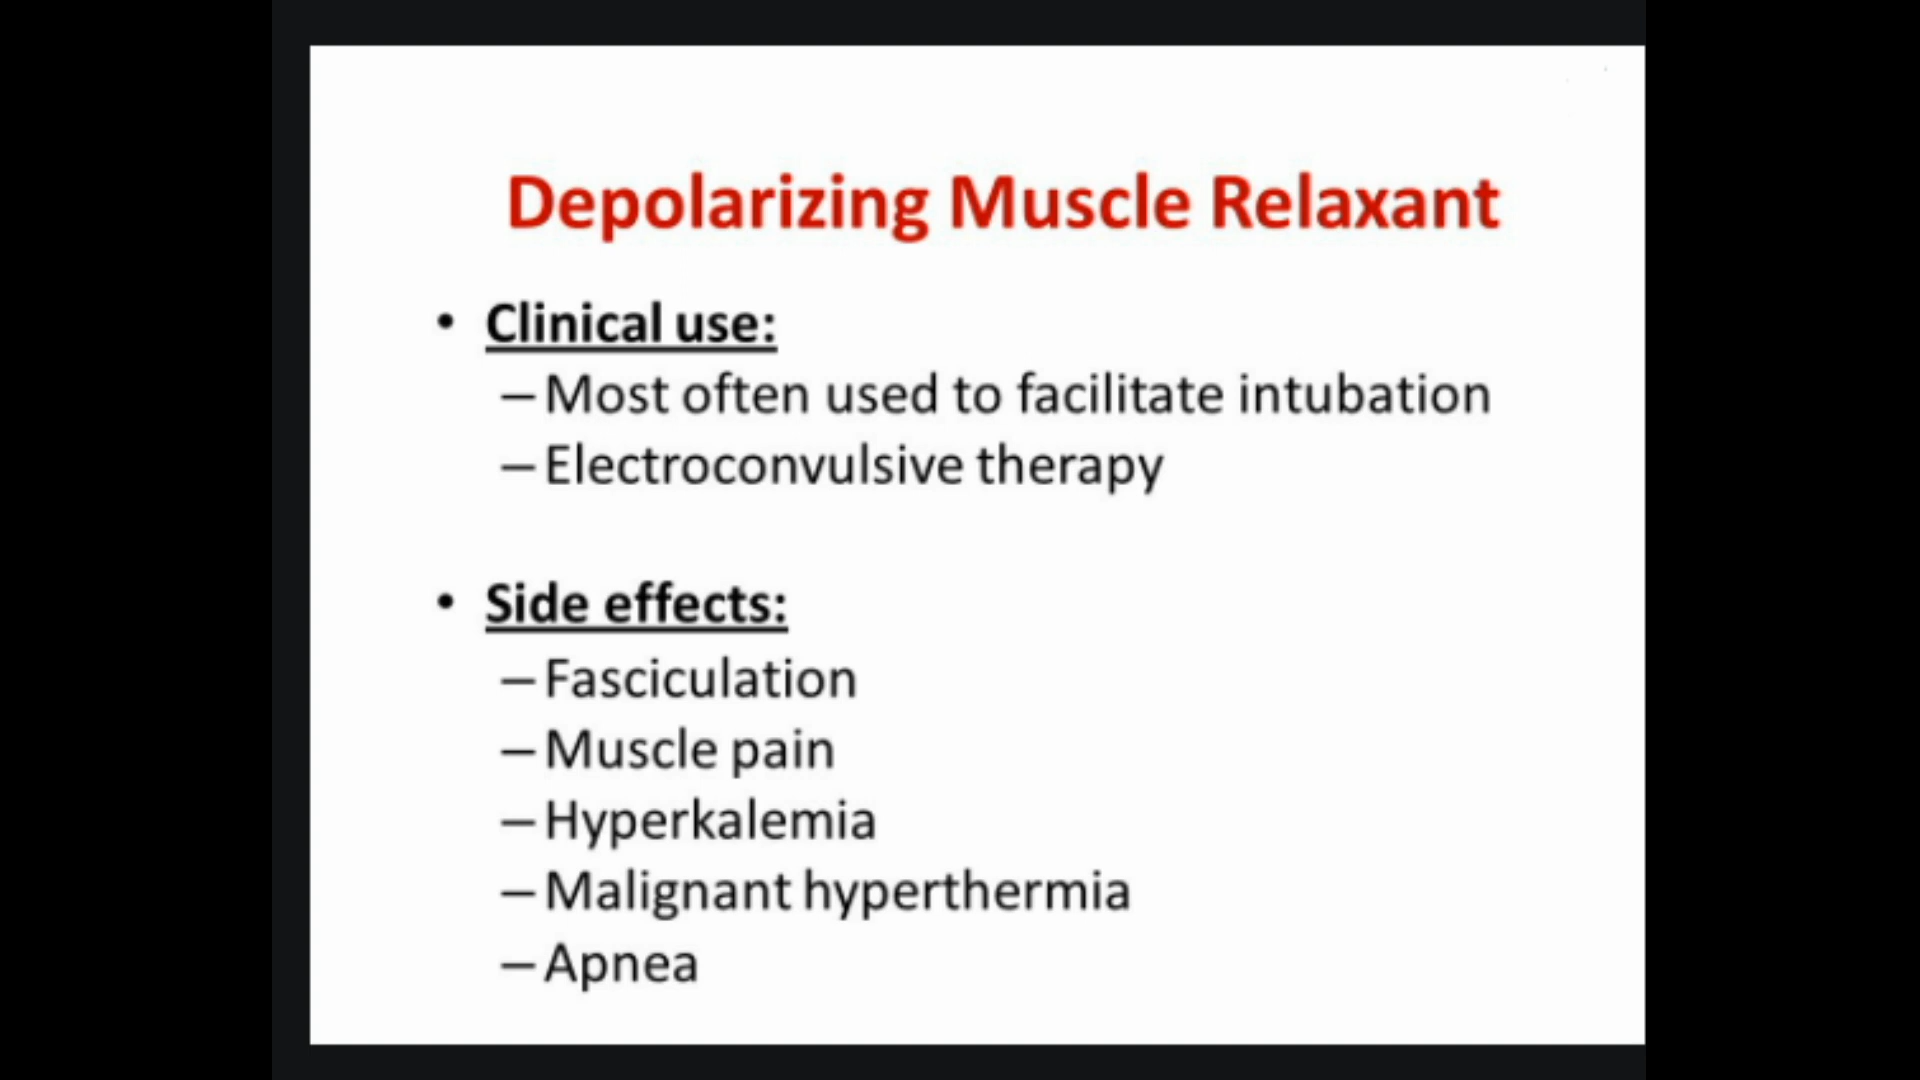 Depolarizing Muscle Relaxant
• Clinical use:
– Most often used to facilitate intubation
– Electroconvulsive therapy
• Side effects:
– Fasciculation
– Muscle pain
– Hyperkalemia
– Malignant hyperthermia
– Apnea